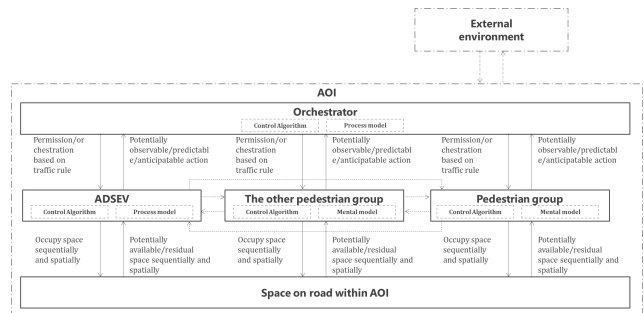 External
environment
AOI
Orchestrator
Control Algorithm
Process model
Permission/or
chestration
based on
traffic rule
Potentially
observable/predictabl
e/anticipatable action
Permission/or
chestration
based on
traffic rule
Potentially
observable/predictabl
e/anticipatable action
Permission/or
chestration
based on
traffic rule
Potentially
observable/predictabl
e/anticipatable action
ADSEV
Control Algorithm
Process model
The other pedestrian group
Control Algorithm
Mental model
Pedestrian group
Control Algorithm
Mental model
Occupy space
sequentially
and spatially
Potentially
available/residual
space sequentially and
spatially
Occupy space
sequentially
and spatially
Potentially
available/residual
space sequentially and
spatially
Occupy space
sequentially
and spatially
Potentially
available/residual
space sequentially and
spatially
Space on road within AOI